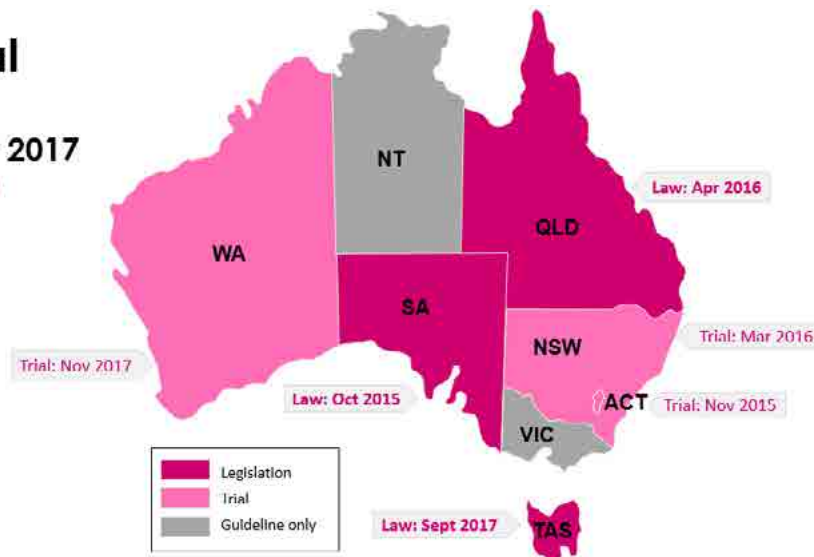 2017
NT
Law: Apr 2016
QLD
WA
SA
Trial: Mar 2016
NSW
Trial: Nov 2017
Law: Oct 2015
ACT
Trial: Nov 2015
VIC
Legislation
Trial
Guideline only
Law: Sept 2017
TAS